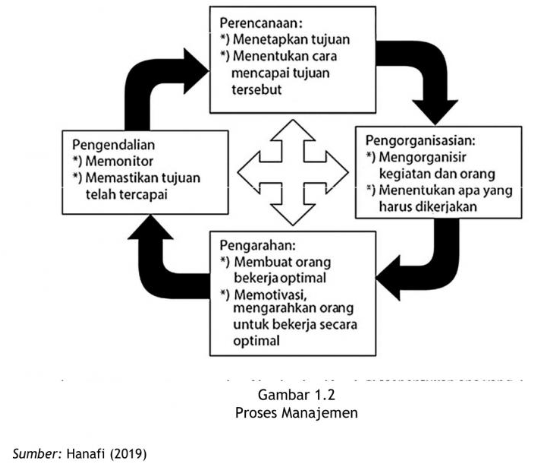 Perencanaan:
*) Menetapkan tujuan
*) Menentukan cara
mencapai tujuan
tersebut
Pengorganisasian:
*) Mengorganisir
kegiatan dan orang
*) Menentukan apa yang
harus dikerjakan
Pengarahan:
*) Membuat orang
bekerja optimal
*) Memotivasi,
mengarahkan orang
untuk bekerja secara
optimal
Pengendalian
*) Memonitor
*) Memastikan tujuan
telah tercapai
Gambar 1.2
Proses Manajemen
Sumber: Hanafi (2019)